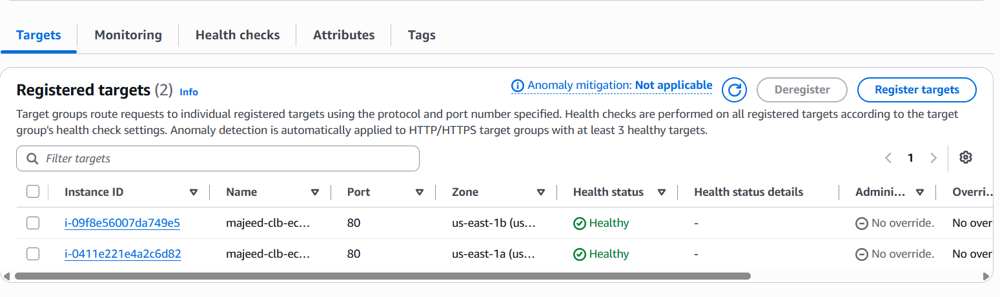 Targets Monitoring Health checks Attributes Tags
Registered targets (2) Info Anomaly mitigation: Not applicable Deregister Register targets
Target groups route requests to individual registered targets using the protocol and port number specified. Health checks are performed on all registered targets according to the target
group's health check settings. Anomaly detection is automatically applied to HTTP/HTTPS target groups with at least 3 healthy targets.
Filter targets 1
Instance ID Name Port Zone Health status Health status details Admini... Overri..
i-09f8e56007da749e5 majeed-clb-ec... 80 us-east-1b (us... Healthy - No override. No over
i-0411e221e4a2c6d82 majeed-clb-ec... 80 us-east-1a (us... Healthy - No override. No over